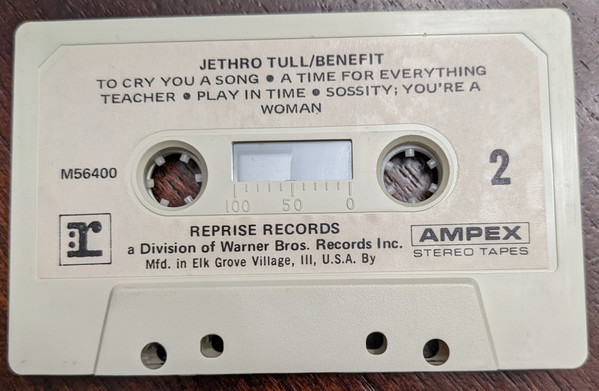 JETHRO TULL/BENEFIT
TO CRY YOU A SONG • A TIME FOR EVERYTHING
TEACHER • PLAY IN TIME • SOSSITY; YOU'RE A
WOMAN
M56400
2
100 50 0
r
REPRISE RECORDS
a Division of Warner Bros. Records Inc.
Mfd. in Elk Grove Village, Ill, U.S.A. By
AMPEX
STEREO TAPES